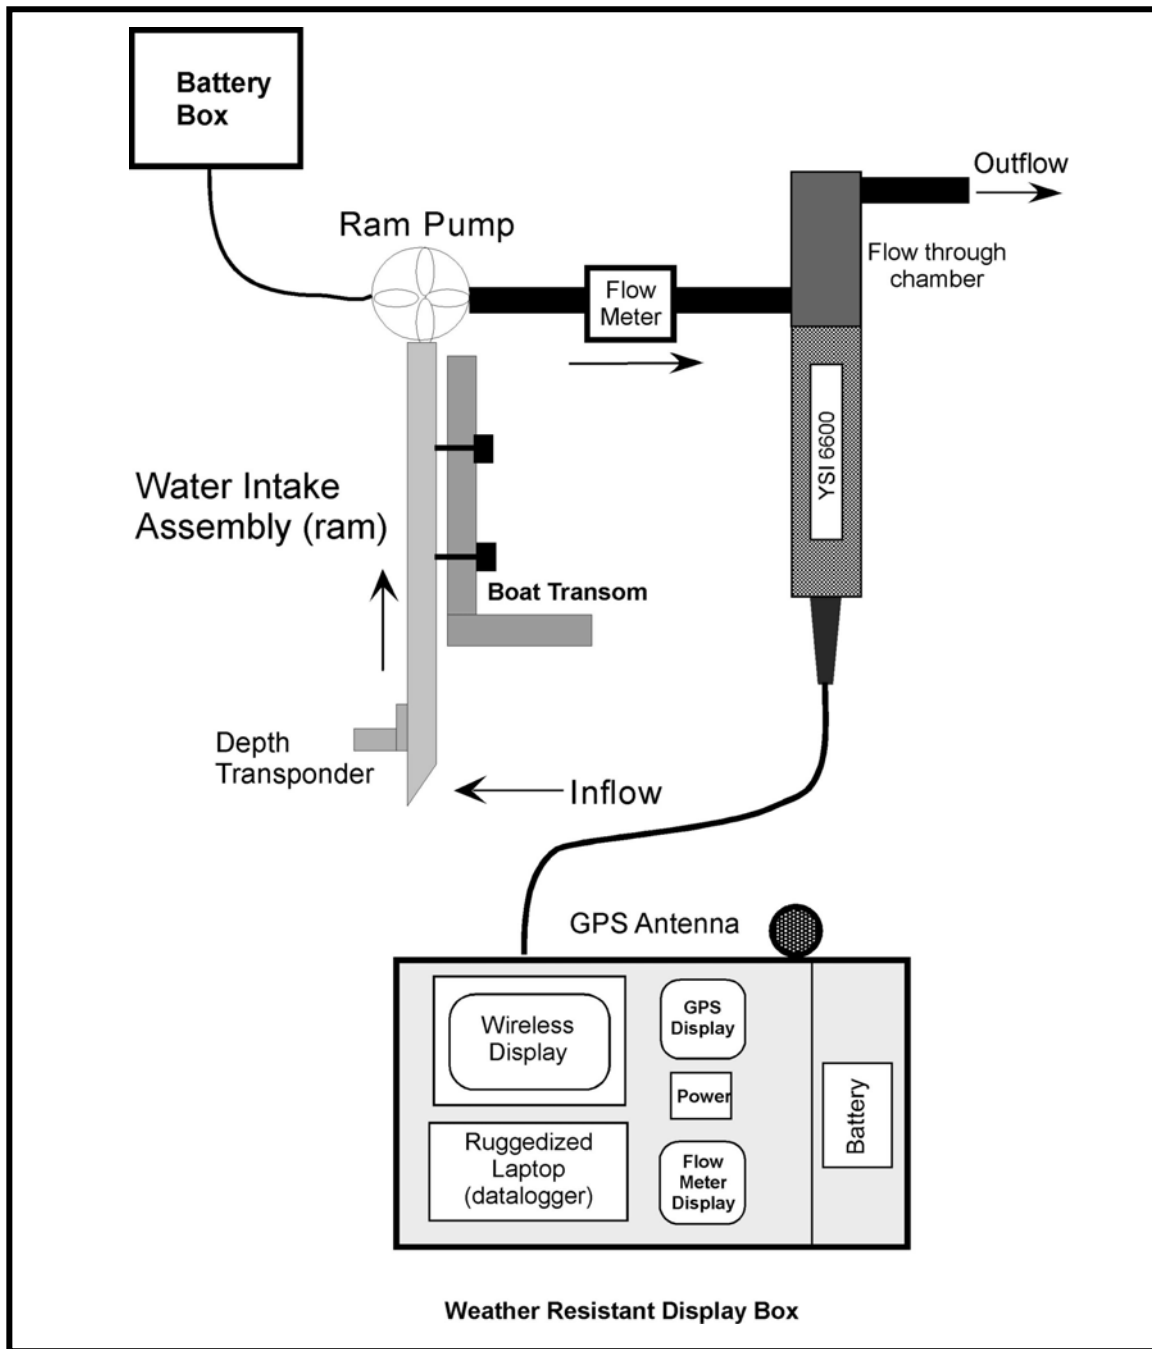 Battery
Box
Outflow
Ram Pump
Flow through
chamber
Flow
Meter
YSI 6600
Water Intake
Assembly (ram)
Boat Transom
Depth
Transponder
Inflow
GPS Antenna
Wireless
Display
GPS
Display
Power
Battery
Ruggedized
Laptop
(datalogger)
Flow
Meter
Display
Weather Resistant Display Box